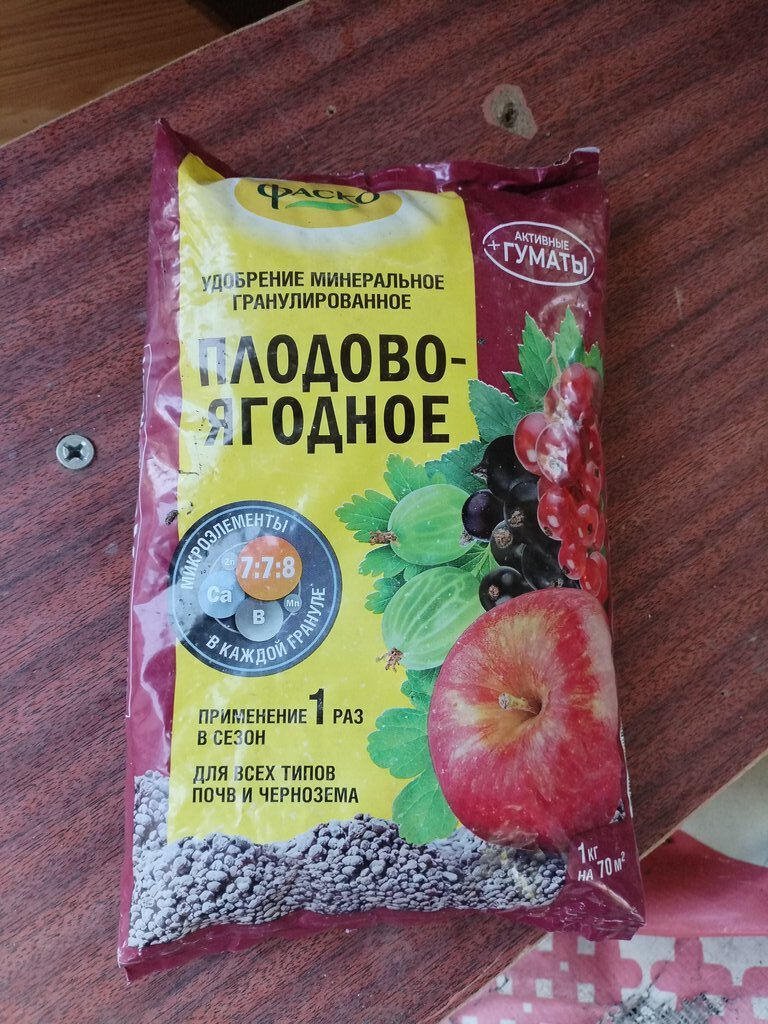 ФАСКО
АКТИВНЫЕ
+ ГУМАТЫ
УДОБРЕНИЕ МИНЕРАЛЬНОЕ
ГРАНУЛИРОВАННОЕ
ПЛОДОВО-
ЯГОДНОЕ
МИКРОЭЛЕМЕНТЫ
Zn
7:7:8
Ca
B
Mn
В КАЖДОЙ ГРАНУЛЕ*
ПРИМЕНЕНИЕ 1 РАЗ
В СЕЗОН
ДЛЯ ВСЕХ ТИПОВ
ПОЧВ И ЧЕРНОЗЕМА
1 КГ
НА 70 М²